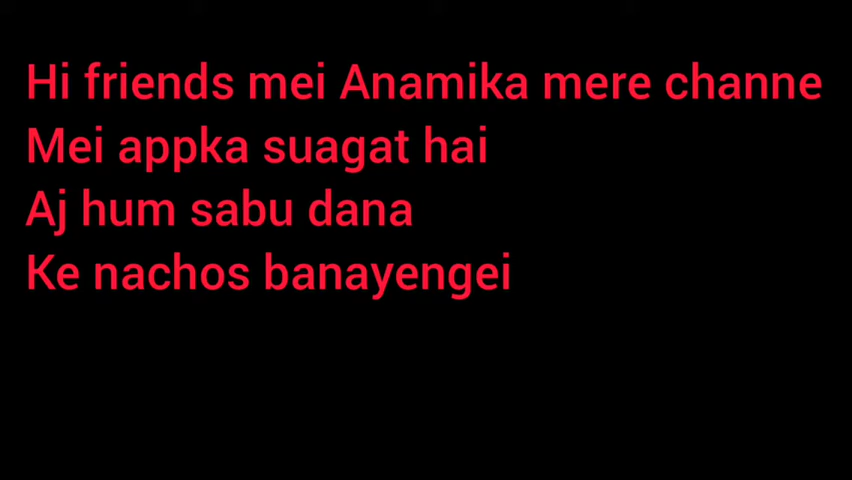 Hi friends mei Anamika mere channe
Mei appka suagat hai
Aj hum sabu dana
Ke nachos banayengei